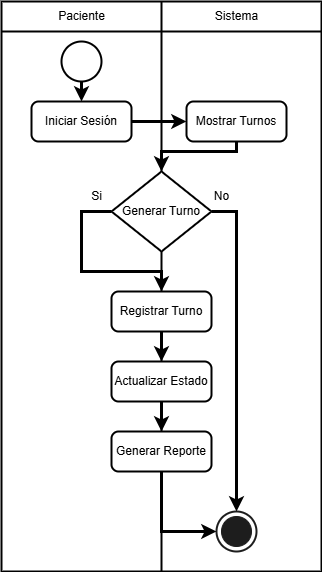 Paciente
Sistema
Iniciar Sesión
Mostrar Turnos
Si
No
Generar Turno
Registrar Turno
Actualizar Estado
Generar Reporte